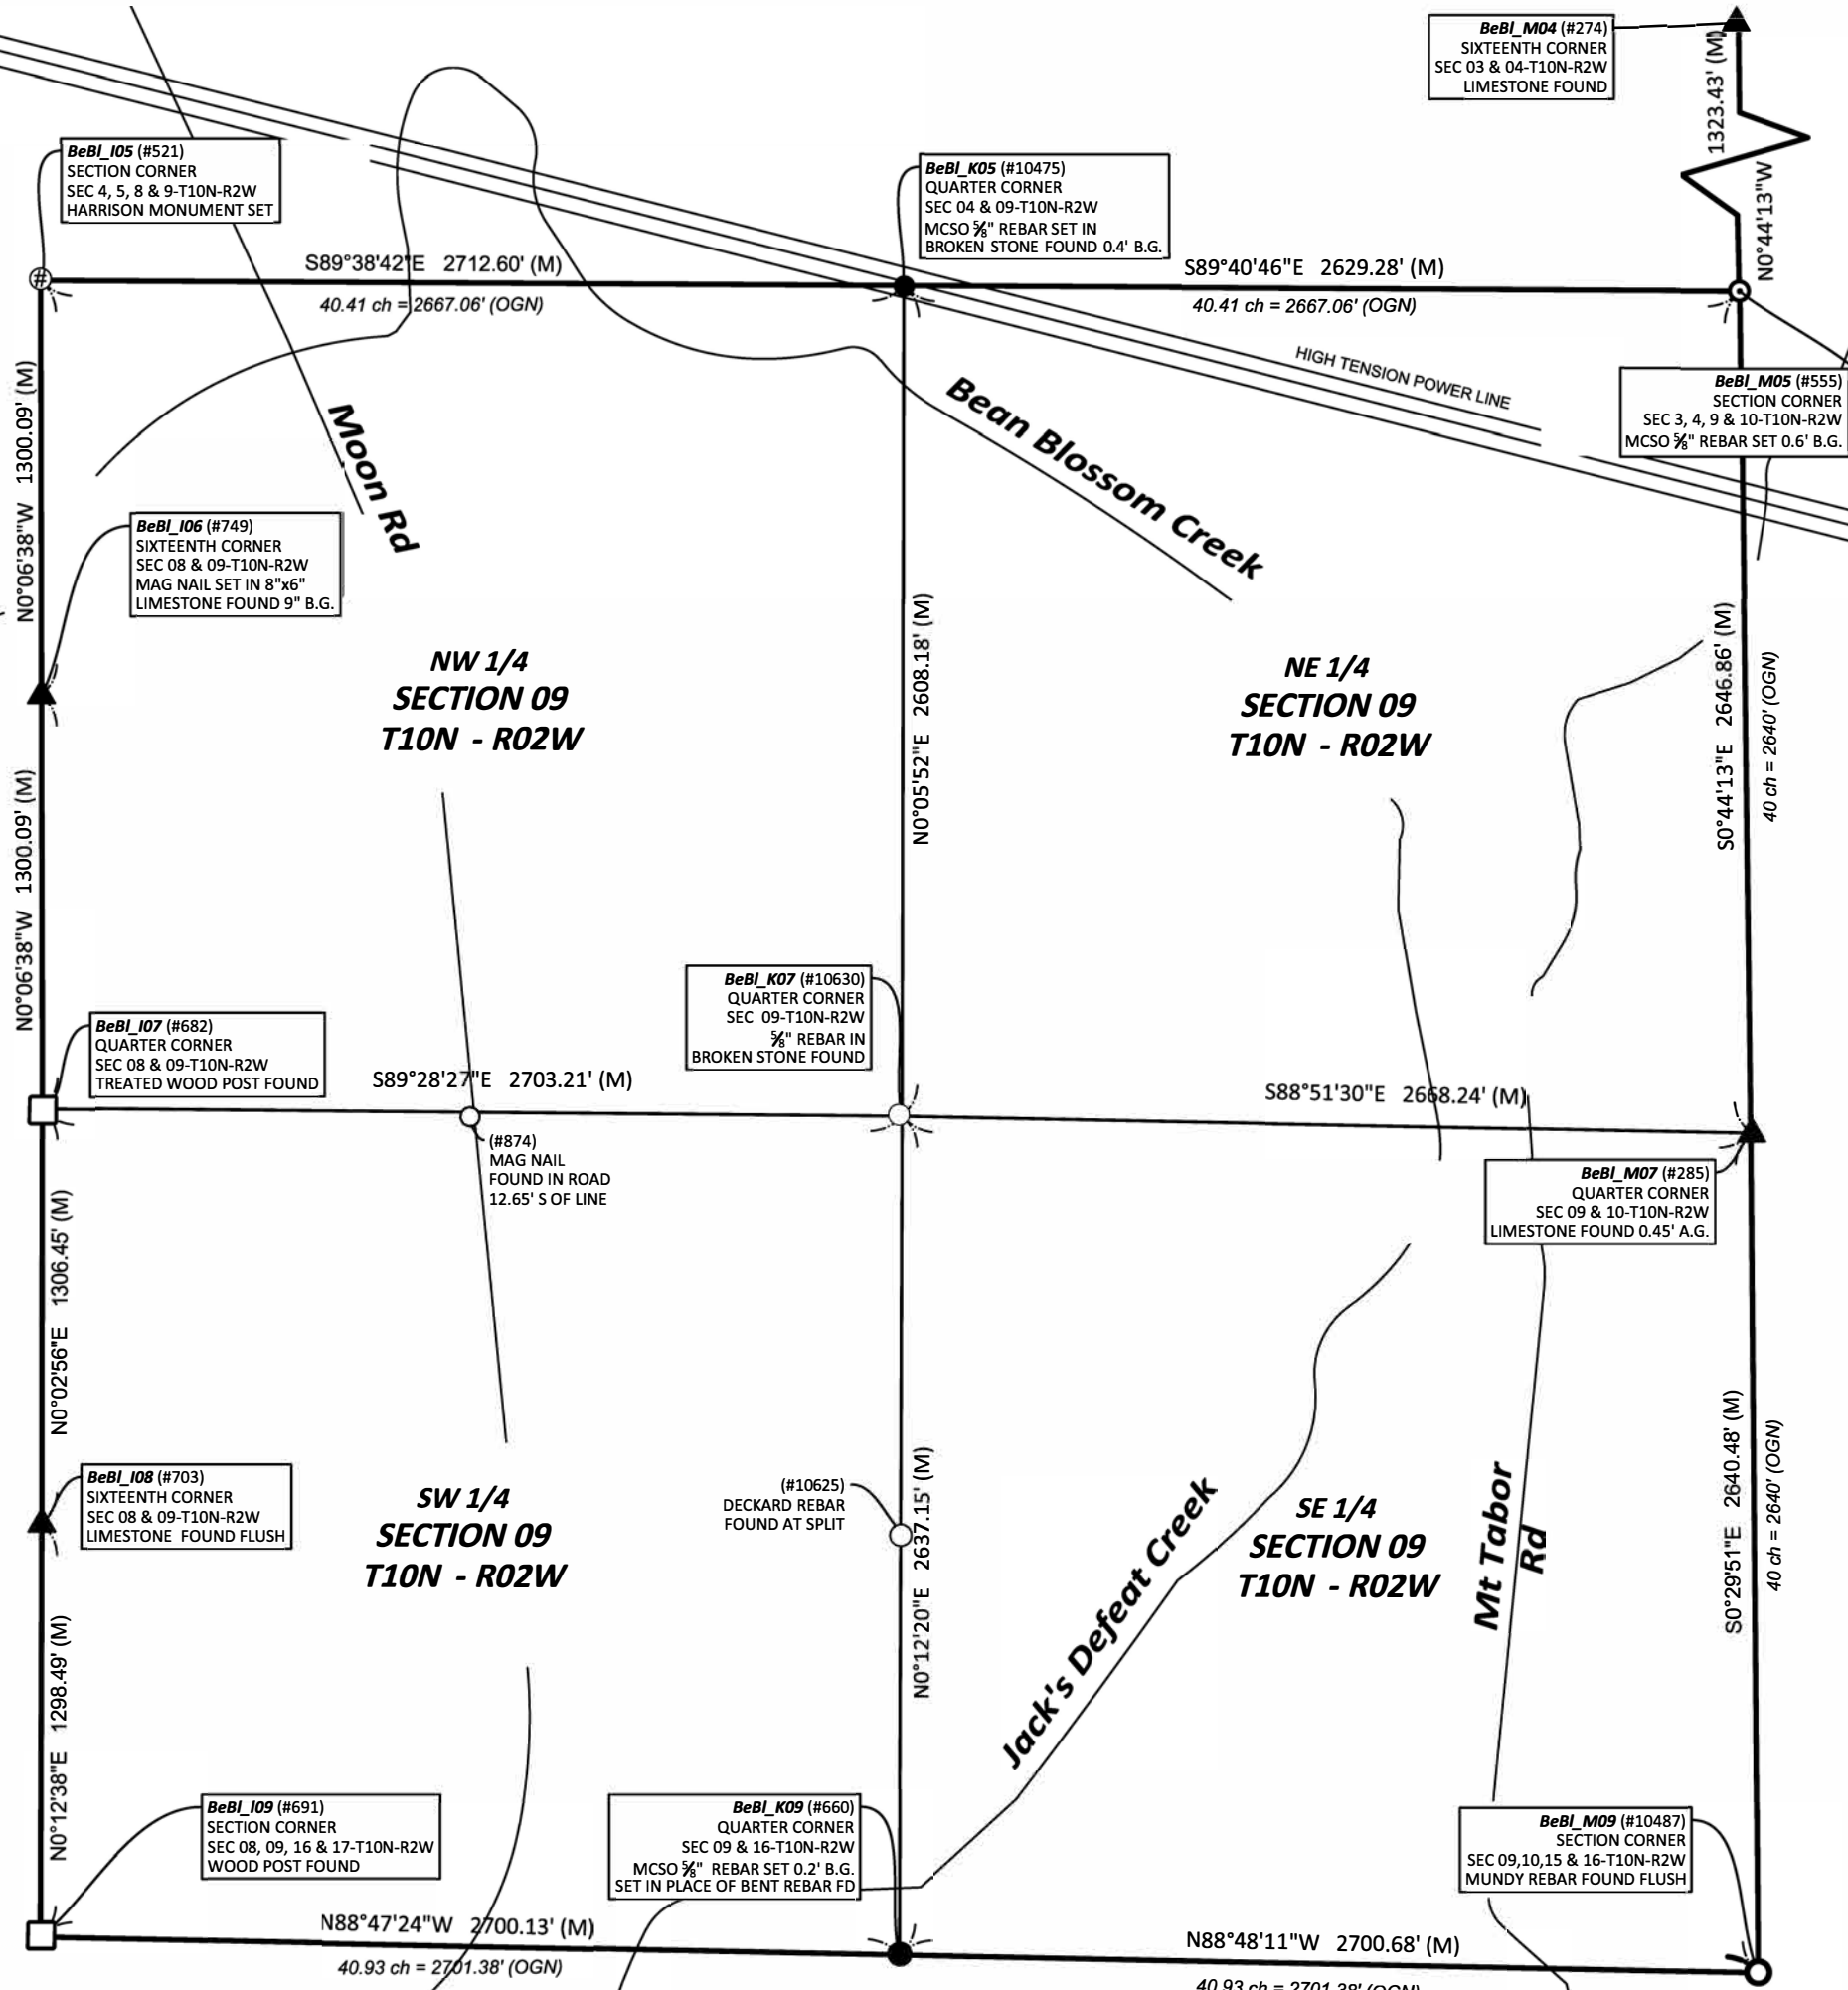 BeBl_M04 (#274)
SIXTEENTH CORNER
SEC 03 & 04-T10N-R2W
LIMESTONE FOUND
1323.43' (M)
N0°44'13"W
BeBl_I05 (#521)
SECTION CORNER
SEC 4, 5, 8 & 9-T10N-R2W
HARRISON MONUMENT SET
BeBl_K05 (#10475)
QUARTER CORNER
SEC 04 & 09-T10N-R2W
MCSO ⅝" REBAR SET IN
BROKEN STONE FOUND 0.4' B.G.
#
S89°38'42"E 2712.60' (M)
40.41 ch = 2667.06' (OGN)
S89°40'46"E 2629.28' (M)
40.41 ch = 2667.06' (OGN)
HIGH TENSION POWER LINE
BeBl_M05 (#555)
SECTION CORNER
SEC 3, 4, 9 & 10-T10N-R2W
MCSO ⅝" REBAR SET 0.6' B.G.
N0°06'38"W 1300.09' (M)
Moon Rd
Bean Blossom Creek
BeBl_I06 (#749)
SIXTEENTH CORNER
SEC 08 & 09-T10N-R2W
MAG NAIL SET IN 8"x6"
LIMESTONE FOUND 9" B.G.
NW 1/4
SECTION 09
T10N - R02W
N0°05'52"E 2608.18' (M)
NE 1/4
SECTION 09
T10N - R02W
S0°44'13"E 2646.86' (M)
40 ch = 2640' (OGN)
N0°06'38"W 1300.09' (M)
BeBl_I07 (#682)
QUARTER CORNER
SEC 08 & 09-T10N-R2W
TREATED WOOD POST FOUND
BeBl_K07 (#10630)
QUARTER CORNER
SEC 09-T10N-R2W
⅝" REBAR IN
BROKEN STONE FOUND
S89°28'27"E 2703.21' (M)
S88°51'30"E 2668.24' (M)
(#874)
MAG NAIL
FOUND IN ROAD
12.65' S OF LINE
BeBl_M07 (#285)
QUARTER CORNER
SEC 09 & 10-T10N-R2W
LIMESTONE FOUND 0.45' A.G.
N0°02'56"E 1306.45' (M)
BeBl_I08 (#703)
SIXTEENTH CORNER
SEC 08 & 09-T10N-R2W
LIMESTONE FOUND FLUSH
SW 1/4
SECTION 09
T10N - R02W
(#10625)
DECKARD REBAR
FOUND AT SPLIT
N0°12'20"E 2637.15' (M)
Jack's Defeat Creek
SE 1/4
SECTION 09
T10N - R02W
Mt Tabor
Rd
S0°29'51"E 2640.48' (M)
40 ch = 2640' (OGN)
N0°12'38"E 1298.49' (M)
BeBl_I09 (#691)
SECTION CORNER
SEC 08, 09, 16 & 17-T10N-R2W
WOOD POST FOUND
BeBl_K09 (#660)
QUARTER CORNER
SEC 09 & 16-T10N-R2W
MCSO ⅝" REBAR SET 0.2' B.G.
SET IN PLACE OF BENT REBAR FD
BeBl_M09 (#10487)
SECTION CORNER
SEC 09,10,15 & 16-T10N-R2W
MUNDY REBAR FOUND FLUSH
N88°47'24"W 2700.13' (M)
40.93 ch = 2701.38' (OGN)
N88°48'11"W 2700.68' (M)
40.93 ch = 2701.38' (OGN)